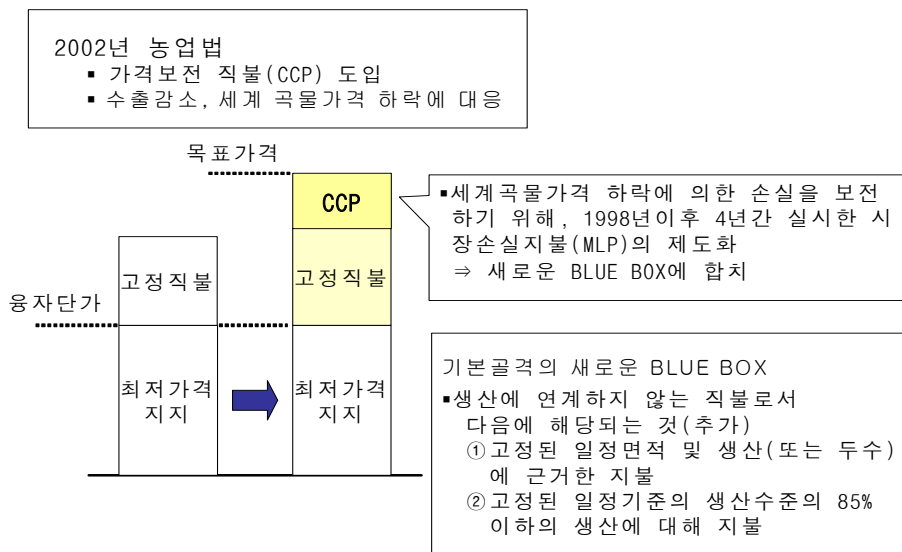 2002년 농업법
▪ 가격보전 직불(CCP) 도입
▪ 수출감소, 세계 곡물가격 하락에 대응
목표가격
CCP
▪세계곡물가격 하락에 의한 손실을 보전
하기 위해, 1998년이후 4년간 실시한 시
장손실지불(MLP)의 제도화
⇒ 새로운 BLUE BOX에 합치
고정직불
고정직불
융자단가
최저가격
지지
최저가격
지지
기본골격의 새로운 BLUE BOX
▪생산에 연계하지 않는 직불로서
다음에 해당되는 것(추가)
①고정된 일정면적 및 생산(또는 두수)
에 근거한 지불
②고정된 일정기준의 생산수준의 85%
이하의 생산에 대해 지불